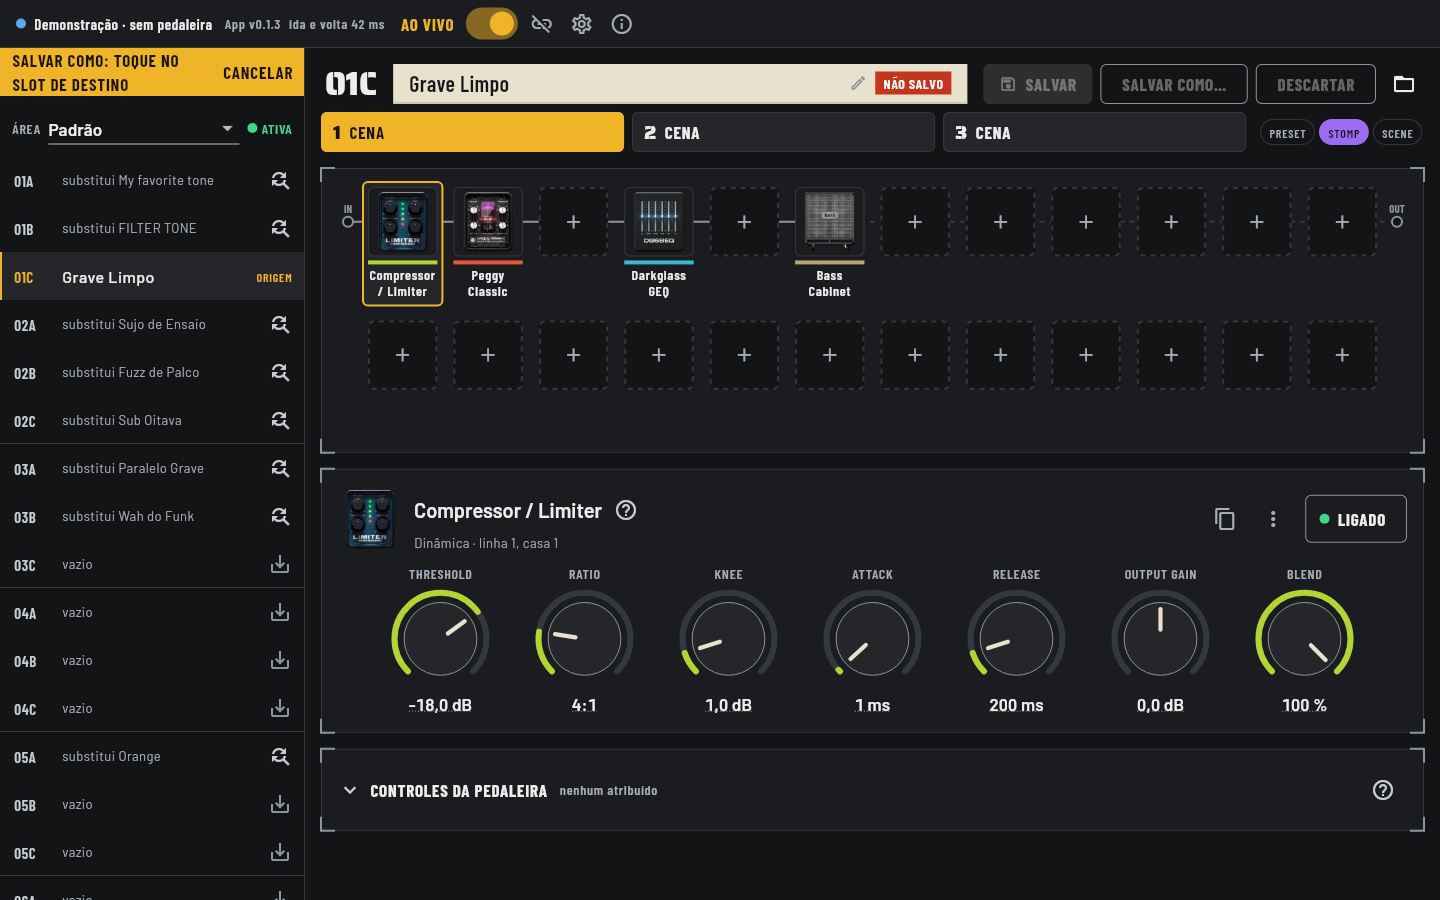 Demonstração · sem pedaleira App v0.1.3 Ida e volta 42 ms AO VIVO
SALVAR COMO: TOQUE NO
SLOT DE DESTINO
CANCELAR
ÁREA Padrão ATIVA
01A substitui My favorite tone
01B substitui FILTER TONE
01C Grave Limpo ORIGEM
02A substitui Sujo de Ensaio
02B substitui Fuzz de Palco
02C substitui Sub Oitava
03A substitui Paralelo Grave
03B substitui Wah do Funk
03C vazio
04A vazio
04B vazio
04C vazio
05A substitui Orange
05B vazio
05C vazio
06A vazio
01C Grave Limpo NÃO SALVO SALVAR SALVAR COMO... DESCARTAR
1 CENA 2 CENA 3 CENA PRESET STOMP SCENE
IN OUT
LIMITER
BASS
DGGSEQ
Compressor
/ Limiter
Peggy
Classic
Darkglass
GEQ
Bass
Cabinet
LIMITER
Compressor / Limiter
Dinâmica · linha 1, casa 1
LIGADO
THRESHOLD RATIO KNEE ATTACK RELEASE OUTPUT GAIN BLEND
-18,0 dB 4:1 1,0 dB 1 ms 200 ms 0,0 dB 100 %
CONTROLES DA PEDALEIRA nenhum atribuído